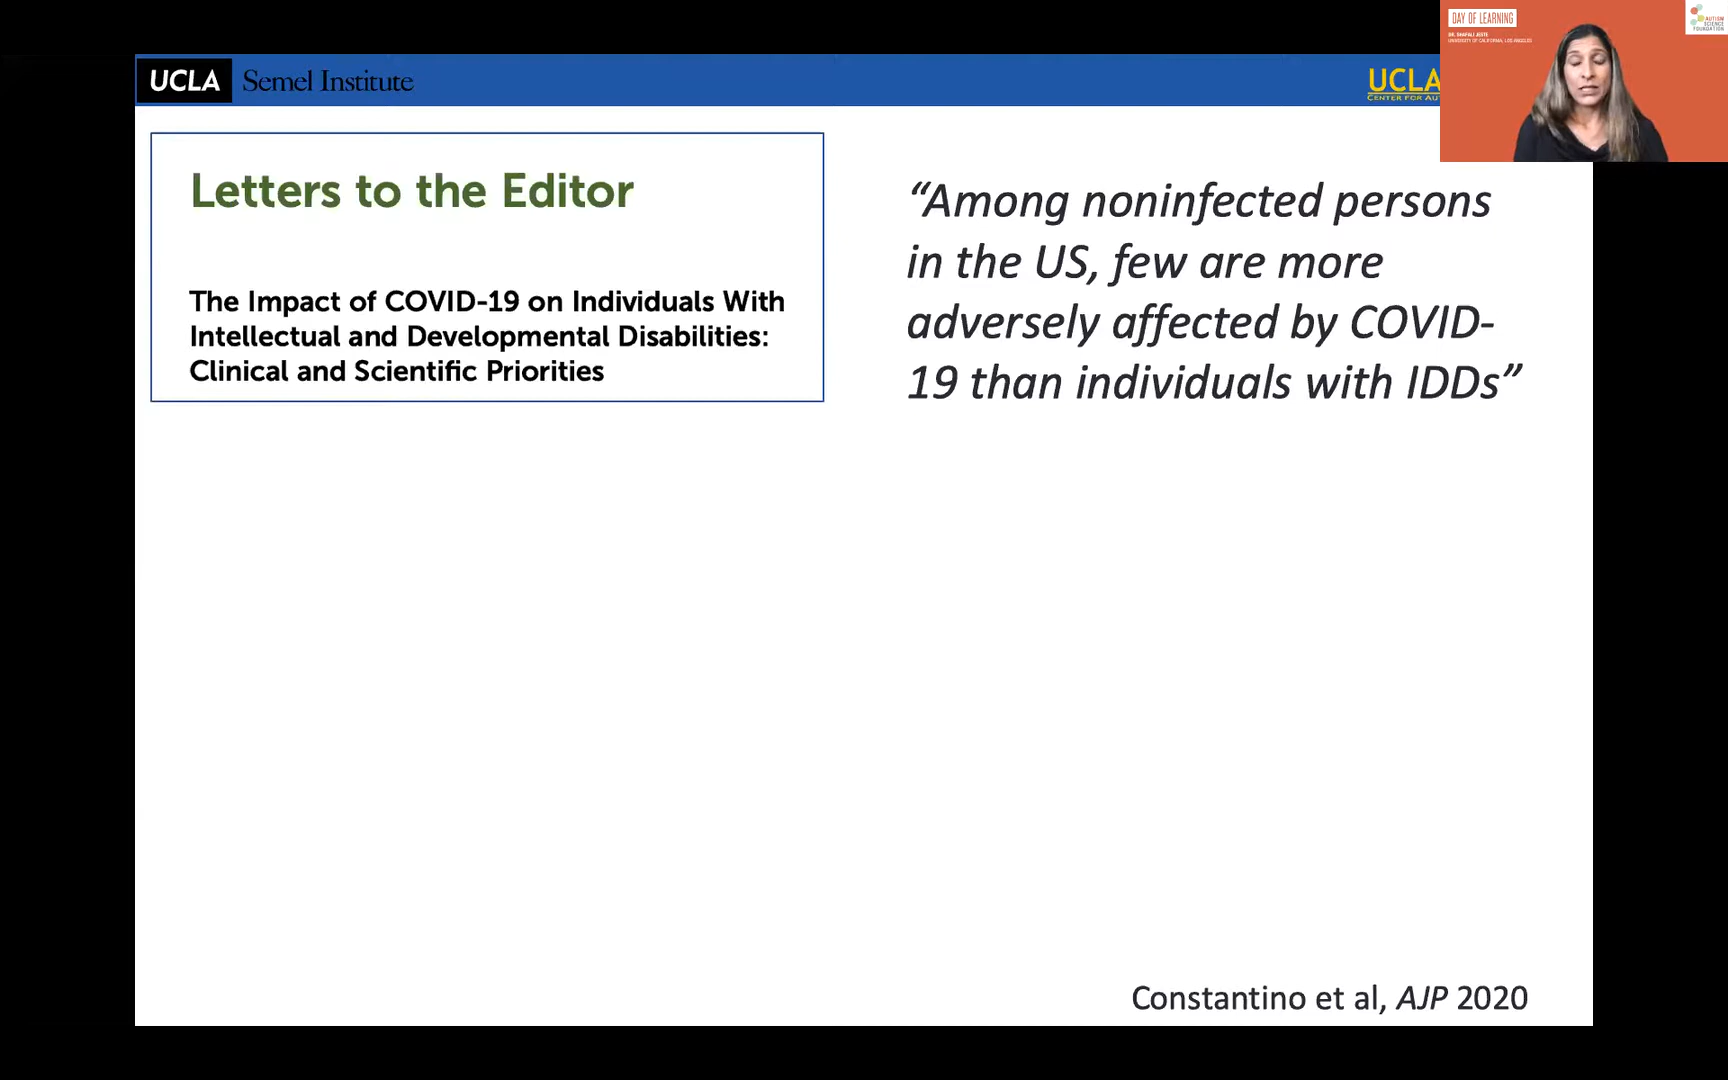 DAY OF LEARNING
DR. SHAFALI JESTE
UNIVERSITY OF CALIFORNIA, LOS ANGELES
AUTISM
SCIENCE
FOUNDATION
UCLA Semel Institute
UCLA
CENTER FOR AU
Letters to the Editor
The Impact of COVID-19 on Individuals With
Intellectual and Developmental Disabilities:
Clinical and Scientific Priorities
“Among noninfected persons
in the US, few are more
adversely affected by COVID-
19 than individuals with IDDs”
Constantino et al, AJP 2020